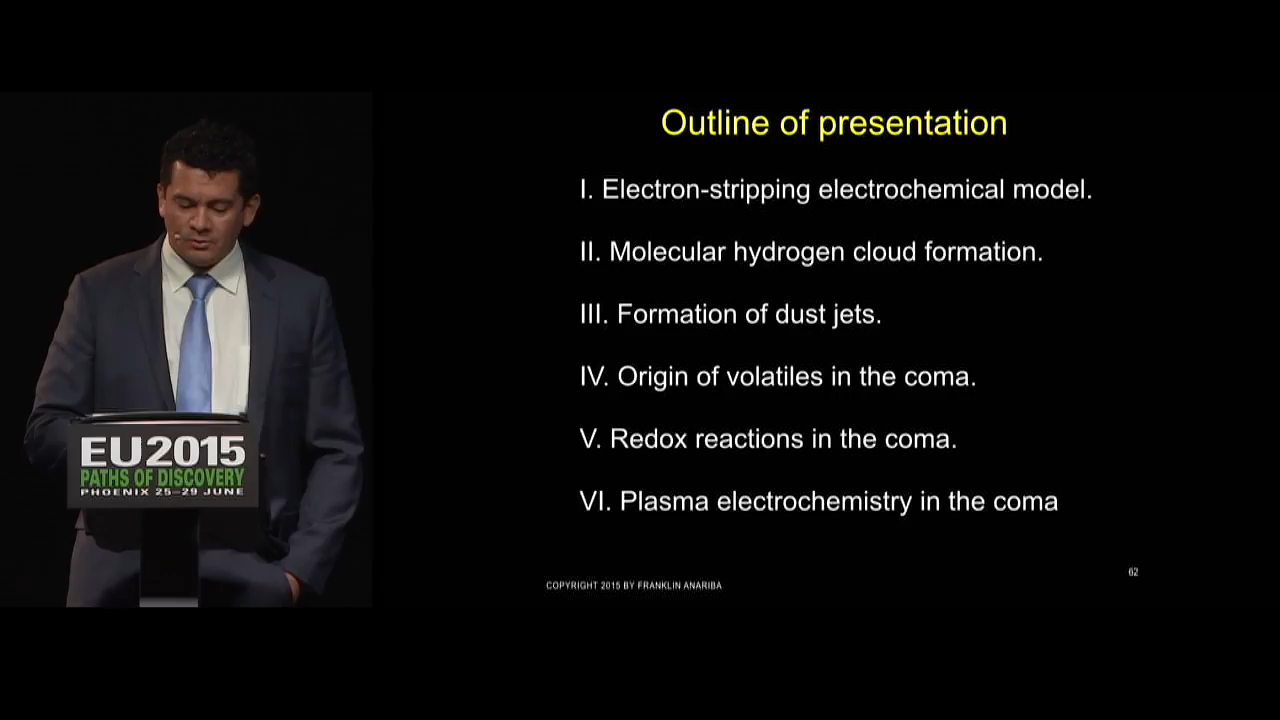 Outline of presentation
I. Electron-stripping electrochemical model.
II. Molecular hydrogen cloud formation.
III. Formation of dust jets.
IV. Origin of volatiles in the coma.
V. Redox reactions in the coma.
VI. Plasma electrochemistry in the coma
62
COPYRIGHT 2015 BY FRANKLIN ANARIBA
EU2015
PATHS OF DISCOVERY
PHOENIX 25–29 JUNE